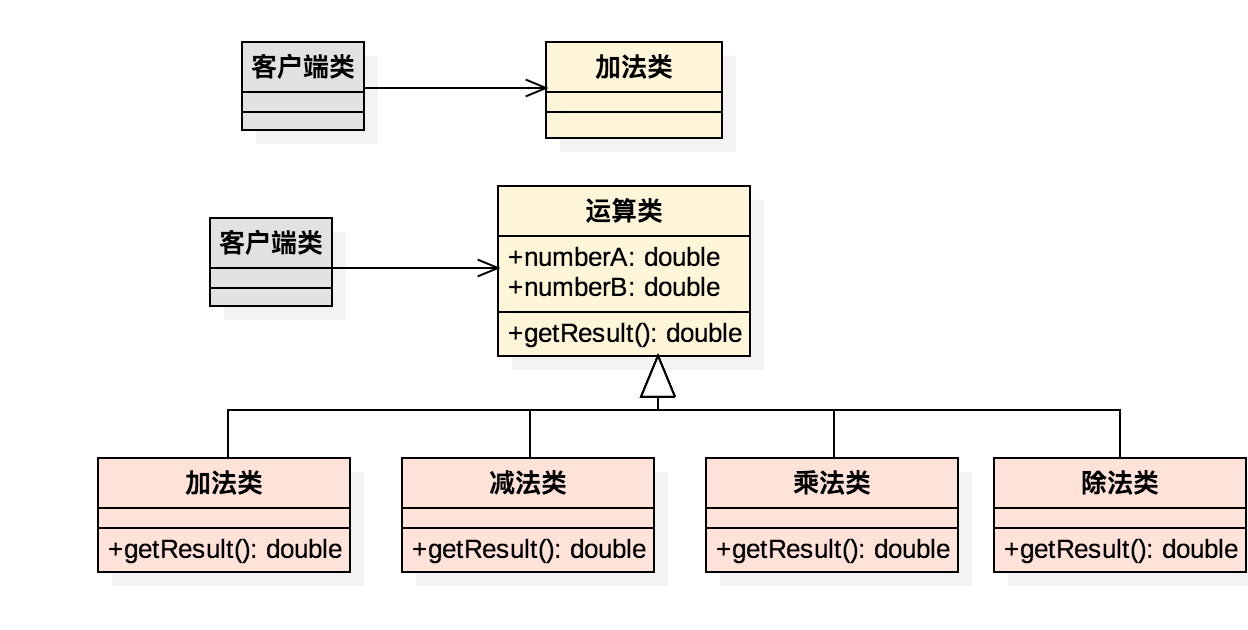 客户端类
加法类
运算类
客户端类
+numberA: double
+numberB: double
+getResult(): double
加法类
减法类
乘法类
除法类
+getResult(): double
+getResult(): double
+getResult(): double
+getResult(): double